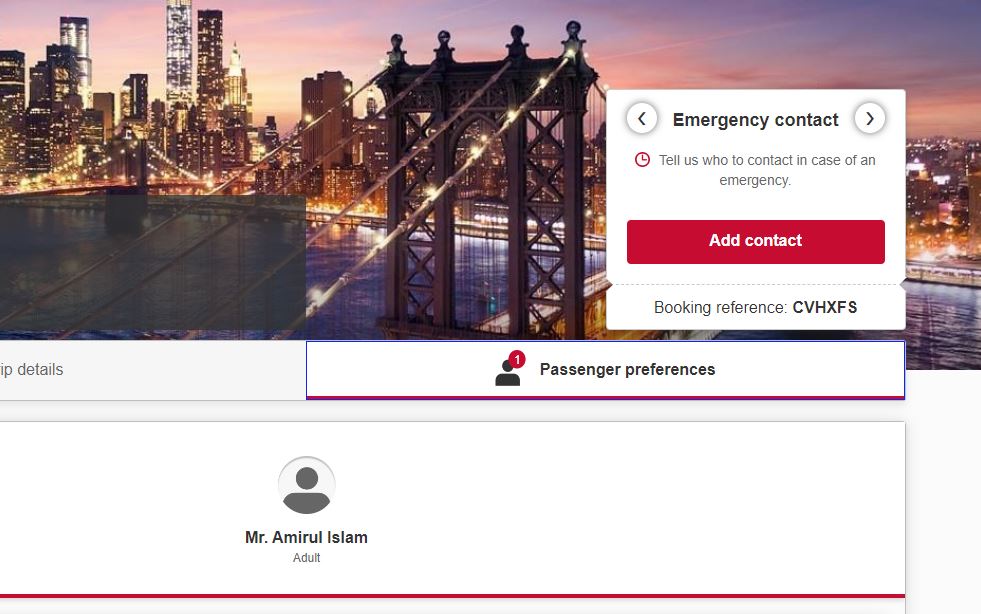 Emergency contact
Tell us who to contact in case of an
emergency.
Add contact
Booking reference: CVHXFS
ip details
1
Passenger preferences
Mr. Amirul Islam
Adult